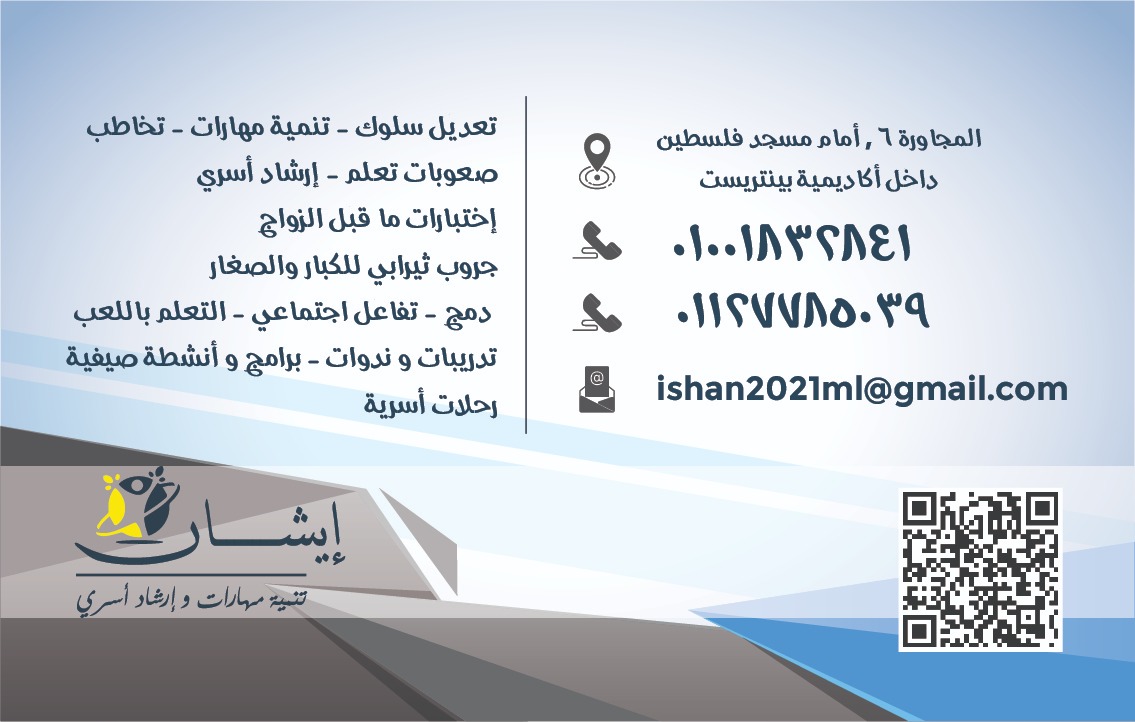 المجاورة ٦ , أمام مسجد فلسطين
داخل أكاديمية بينتريست
٠١٠٠١٨٣٢٨٤١
٠١١٢٧٧٨٥٠٣٩
ishan2021ml@gmail.com
تعديل سلوك - تنمية مهارات - تخاطب
صعوبات تعلم - إرشاد أسري
إختبارات ما قبل الزواج
جروب ثيرابي للكبار والصغار
دمج - تفاعل اجتماعي - التعلم باللعب
تدريبات و ندوات - برامج و أنشطة صيفية
رحلات أسرية
إيشان
تنمية مهارات و إرشاد أسري